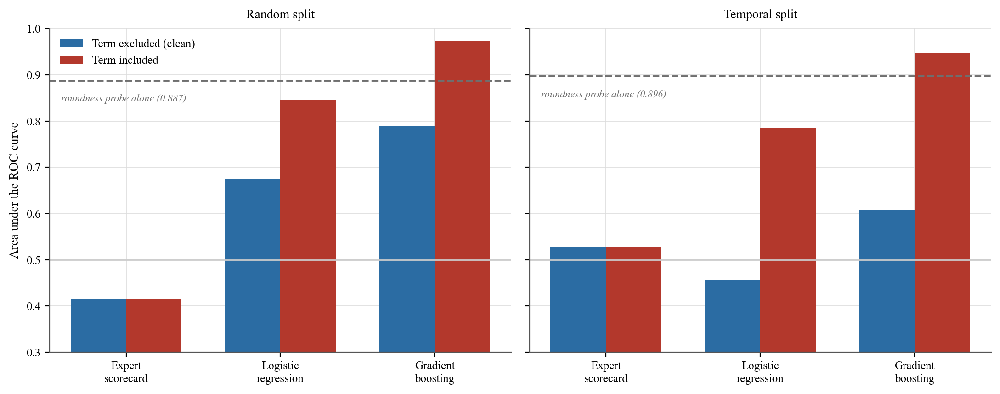 Random split
Temporal split
Area under the ROC curve
1.0
0.9
0.8
0.7
0.6
0.5
0.4
0.3
Term excluded (clean)
Term included
roundness probe alone (0.887)
roundness probe alone (0.896)
Expert
scorecard
Logistic
regression
Gradient
boosting
Expert
scorecard
Logistic
regression
Gradient
boosting